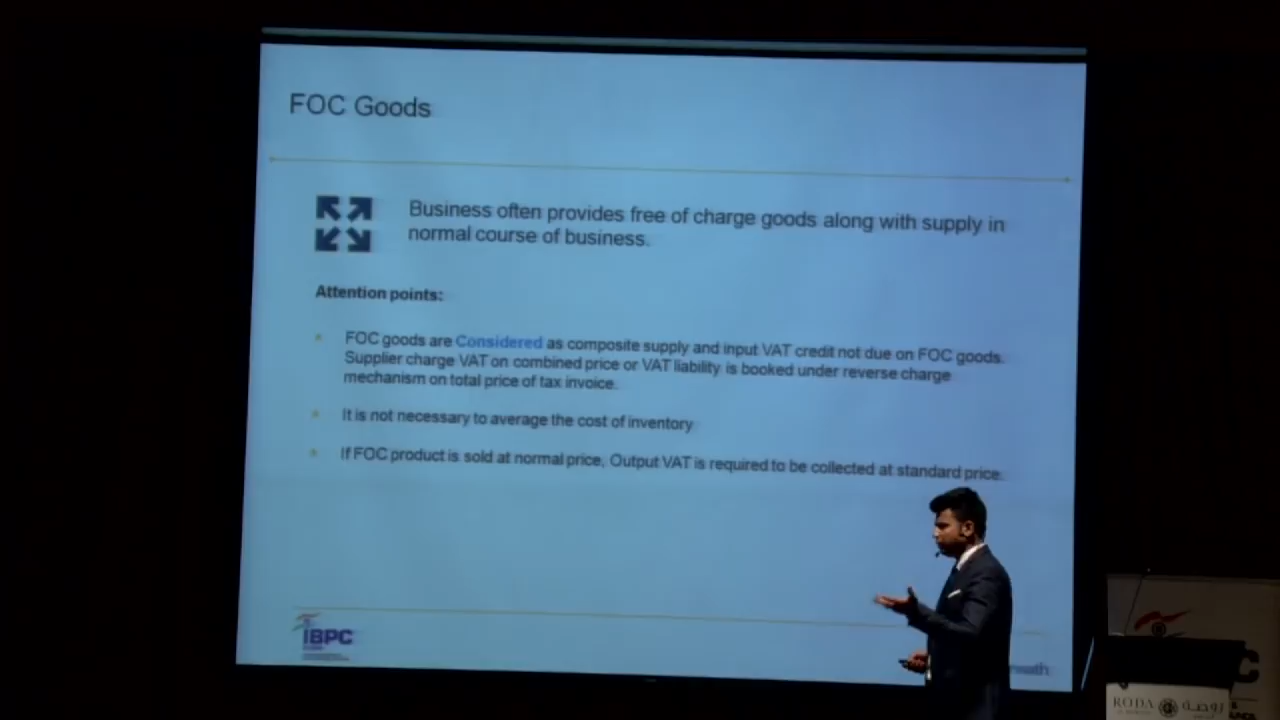 FOC Goods
Business often provides free of charge goods along with supply in
normal course of business.
Attention points:
FOC goods are Considered as composite supply and input VAT credit not due on FOC goods.
Supplier charge VAT on combined price or VAT liability is booked under reverse charge
mechanism on total price of tax invoice.
It is not necessary to average the cost of inventory
If FOC product is sold at normal price, Output VAT is required to be collected at standard price.
IBPC
RODA
روضة